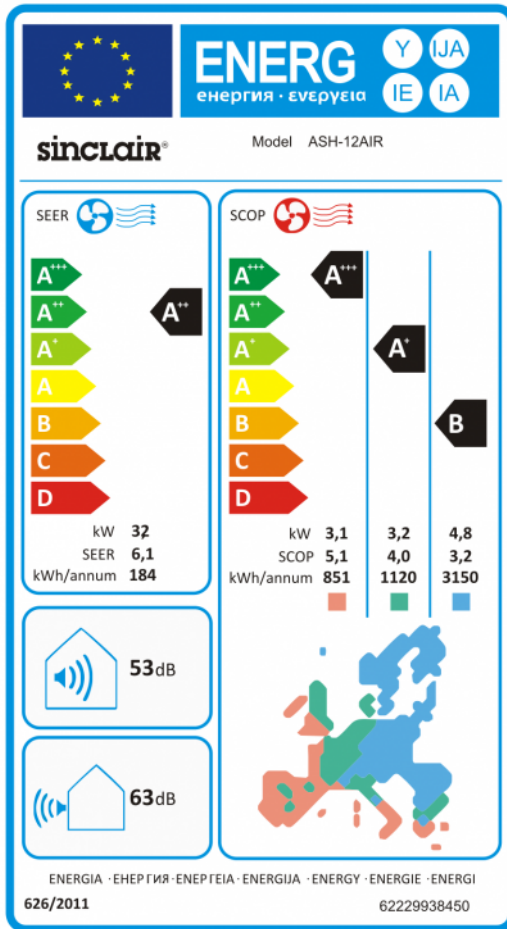 ENERG
енергия · ενεργεια
Y IJA
IE IA
sinclair®
Model ASH-12AIR
SEER
A+++
A++
A+
A
B
C
D
A++
kW 3,2
SEER 6,1
kWh/annum 184
SCOP
A+++
A++
A+
A
B
C
D
A+++
A+
B
kW 3,1 3,2 4,8
SCOP 5,1 4,0 3,2
kWh/annum 851 1120 3150
53dB
63dB
ENERGIA · ЕНЕРГИЯ · ΕΝΕΡΓΕΙΑ · ENERGIJA · ENERGY · ENERGIE · ENERGI
626/2011
62229938450